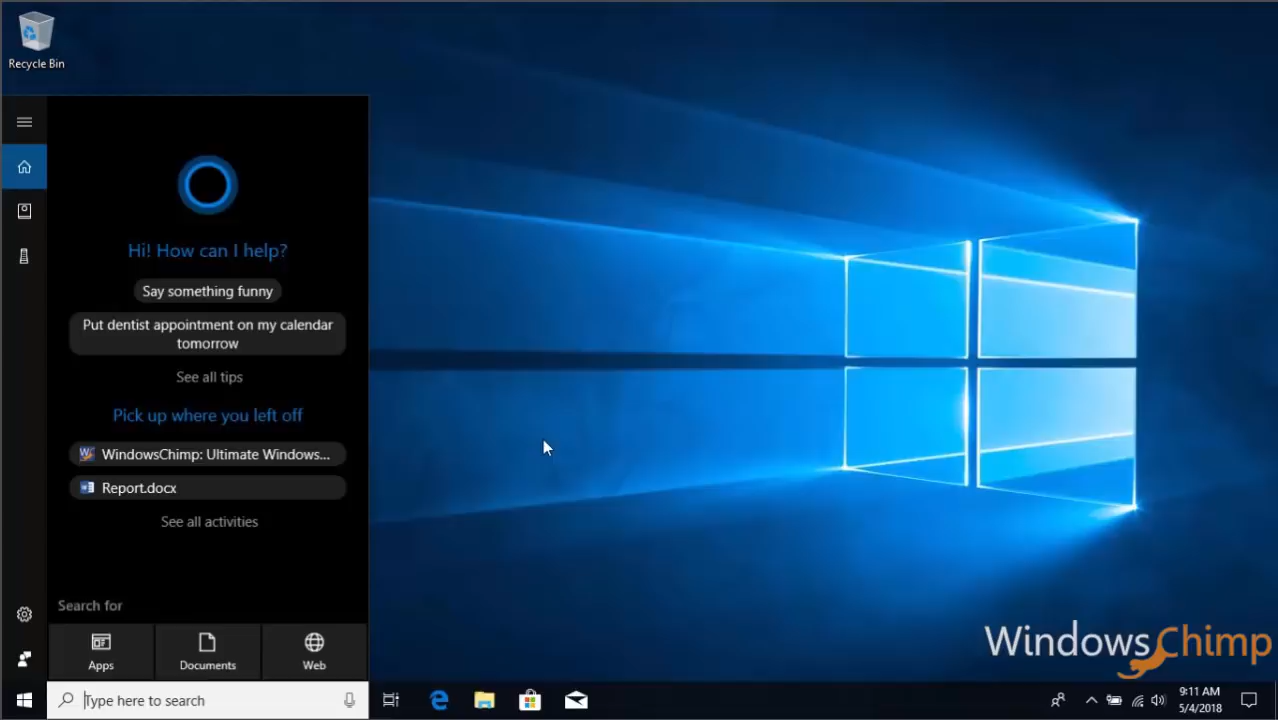 Recycle Bin
Hi! How can I help?
Say something funny
Put dentist appointment on my calendar
tomorrow
See all tips
Pick up where you left off
WindowsChimp: Ultimate Windows...
Report.docx
See all activities
Search for
Apps
Documents
Web
Type here to search
WindowsChimp
9:11 AM
5/4/2018